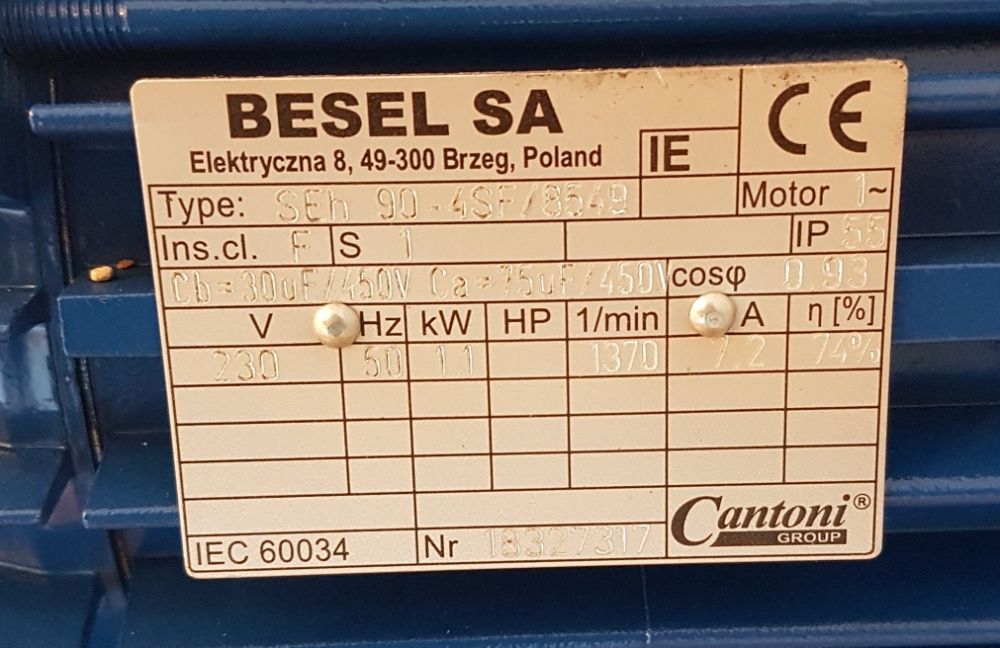 BESEL SA
Elektryczna 8, 49-300 Brzeg, Poland
IE
CE
Type: SEh 90-4SF/8549 Motor 1~
Ins.cl. F S 1 IP 55
Cb=30uF/450V Ca=75uF/450V cosφ 0.93
V Hz kW HP 1/min A η [%]
230 50 1.1 1370 7.2 74%
IEC 60034 Nr 18327317
Cantoni®
GROUP